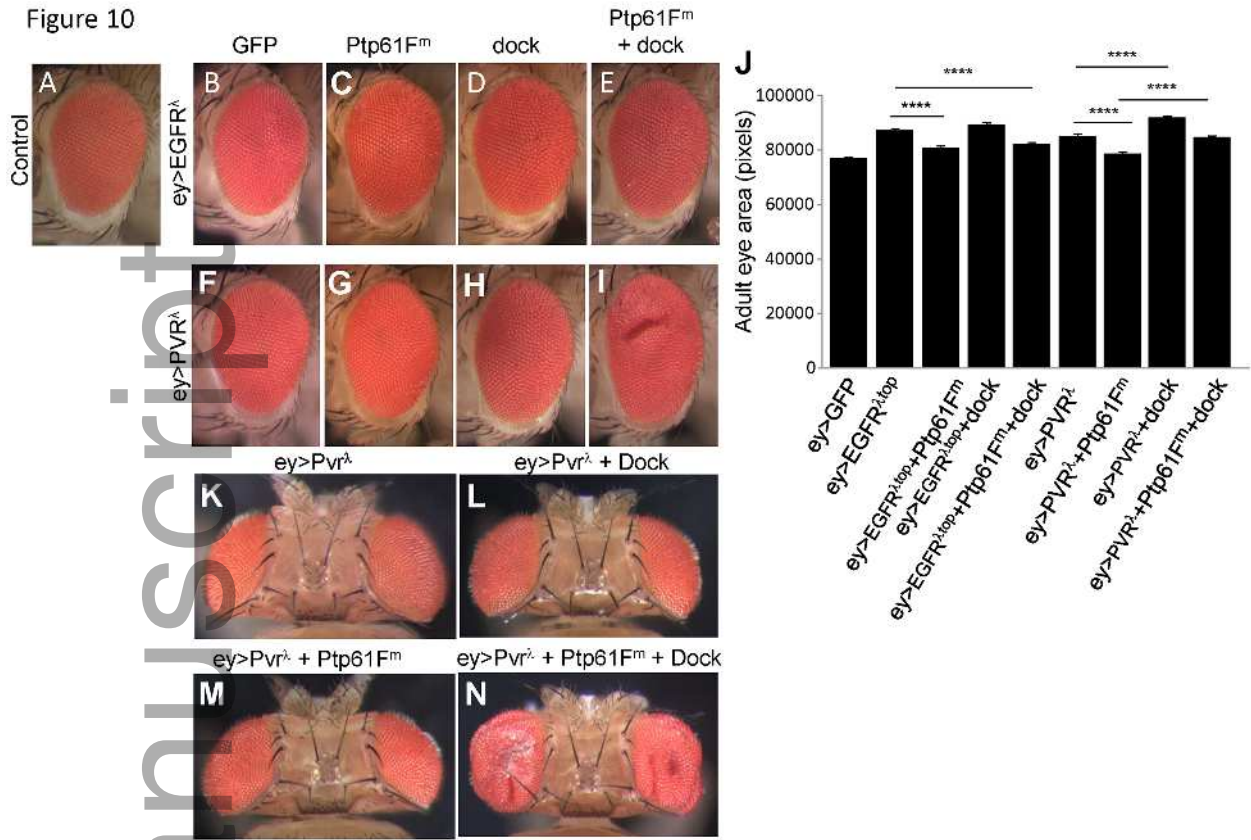 Figure 10
GFP
Ptp61Fᵐ
dock
Ptp61Fᵐ
+ dock
Control
A
ey>EGFRλ
B
C
D
E
ey>PVRλ
F
G
H
I
ey>Pvrλ
ey>Pvrλ + Dock
K
L
ey>Pvrλ + Ptp61Fᵐ
ey>Pvrλ + Ptp61Fᵐ + Dock
M
N
J
****
****
****
****
****
Adult eye area (pixels)
100000
80000
60000
40000
20000
0
ey>GFP
ey>EGFRλtop
ey>EGFRλtop+Ptp61Fᵐ
ey>EGFRλtop+dock
ey>EGFRλtop+Ptp61Fᵐ+dock
ey>PVRλ
ey>PVRλ+Ptp61Fᵐ
ey>PVRλ+dock
ey>PVRλ+Ptp61Fᵐ+dock
anuscript